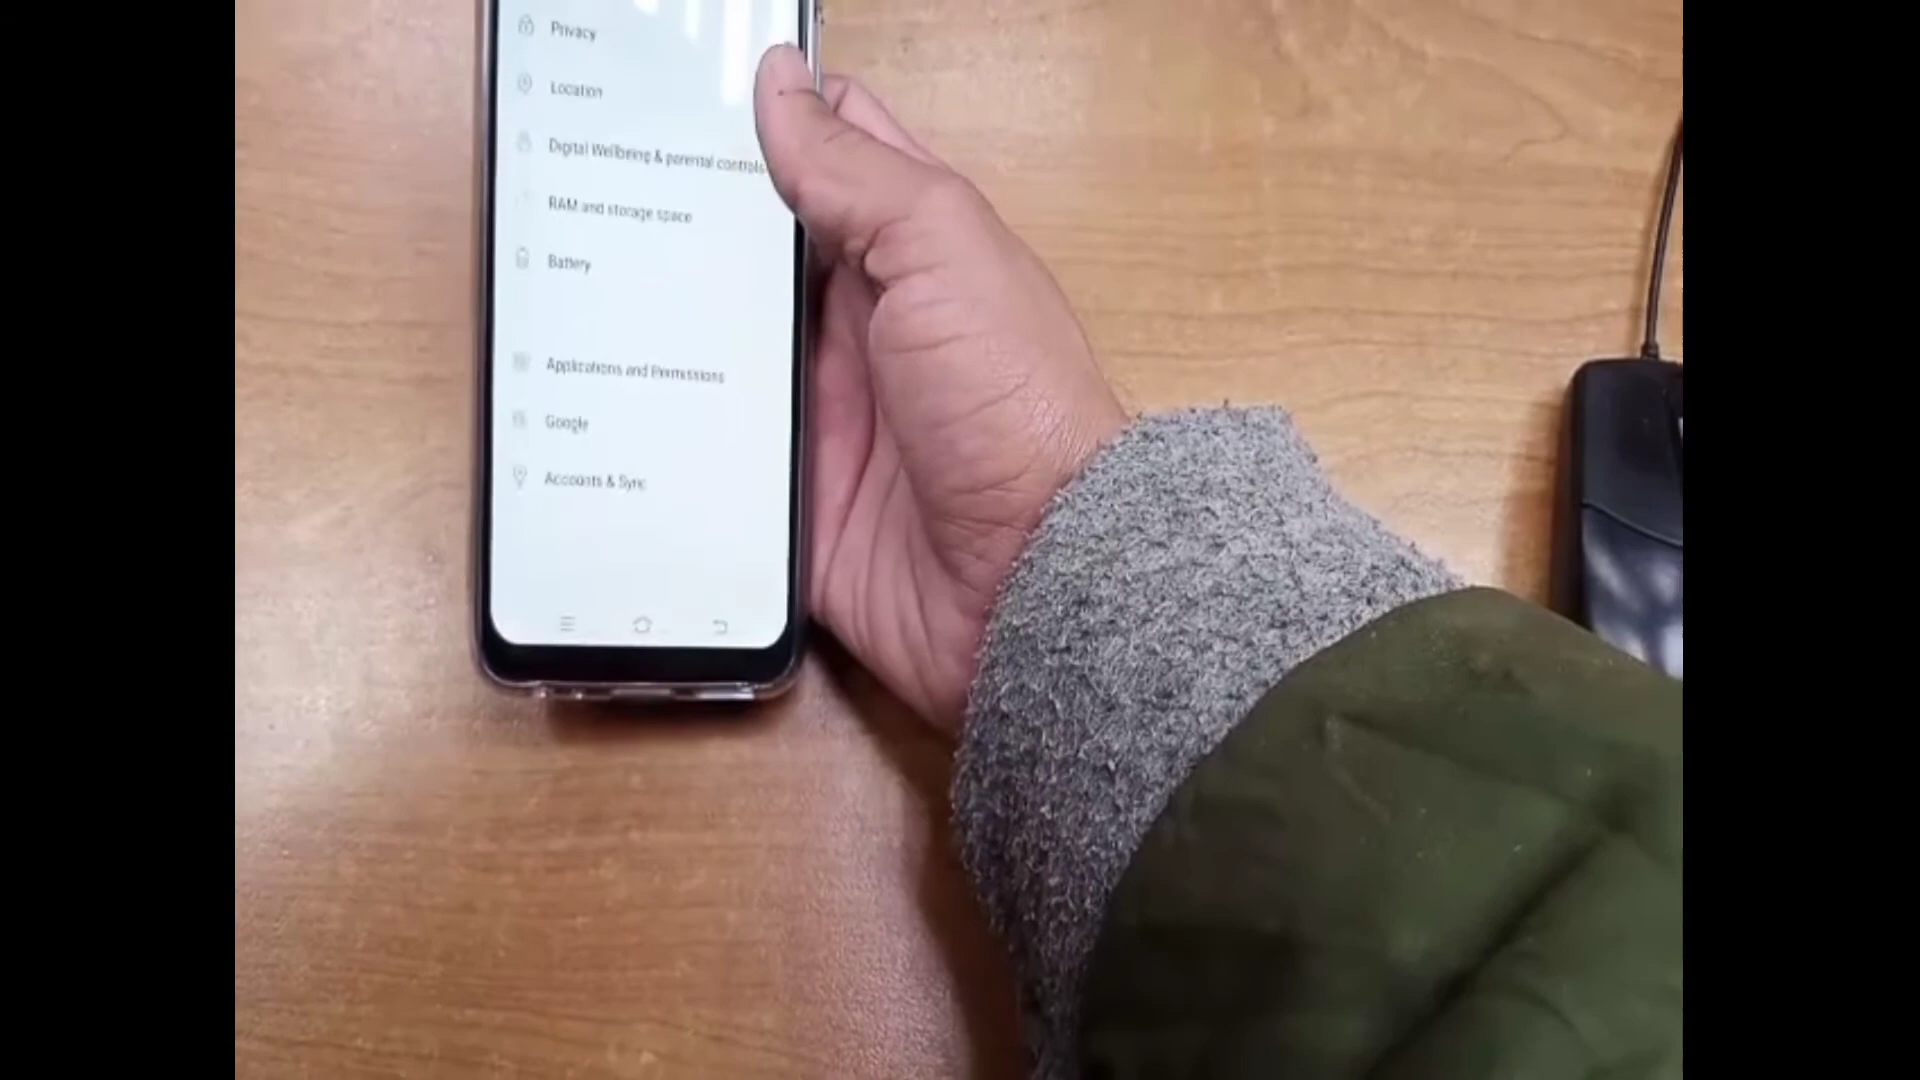 Privacy
Location
Digital Wellbeing & parental controls
RAM and storage space
Battery
Applications and Permissions
Google
Accounts & Sync